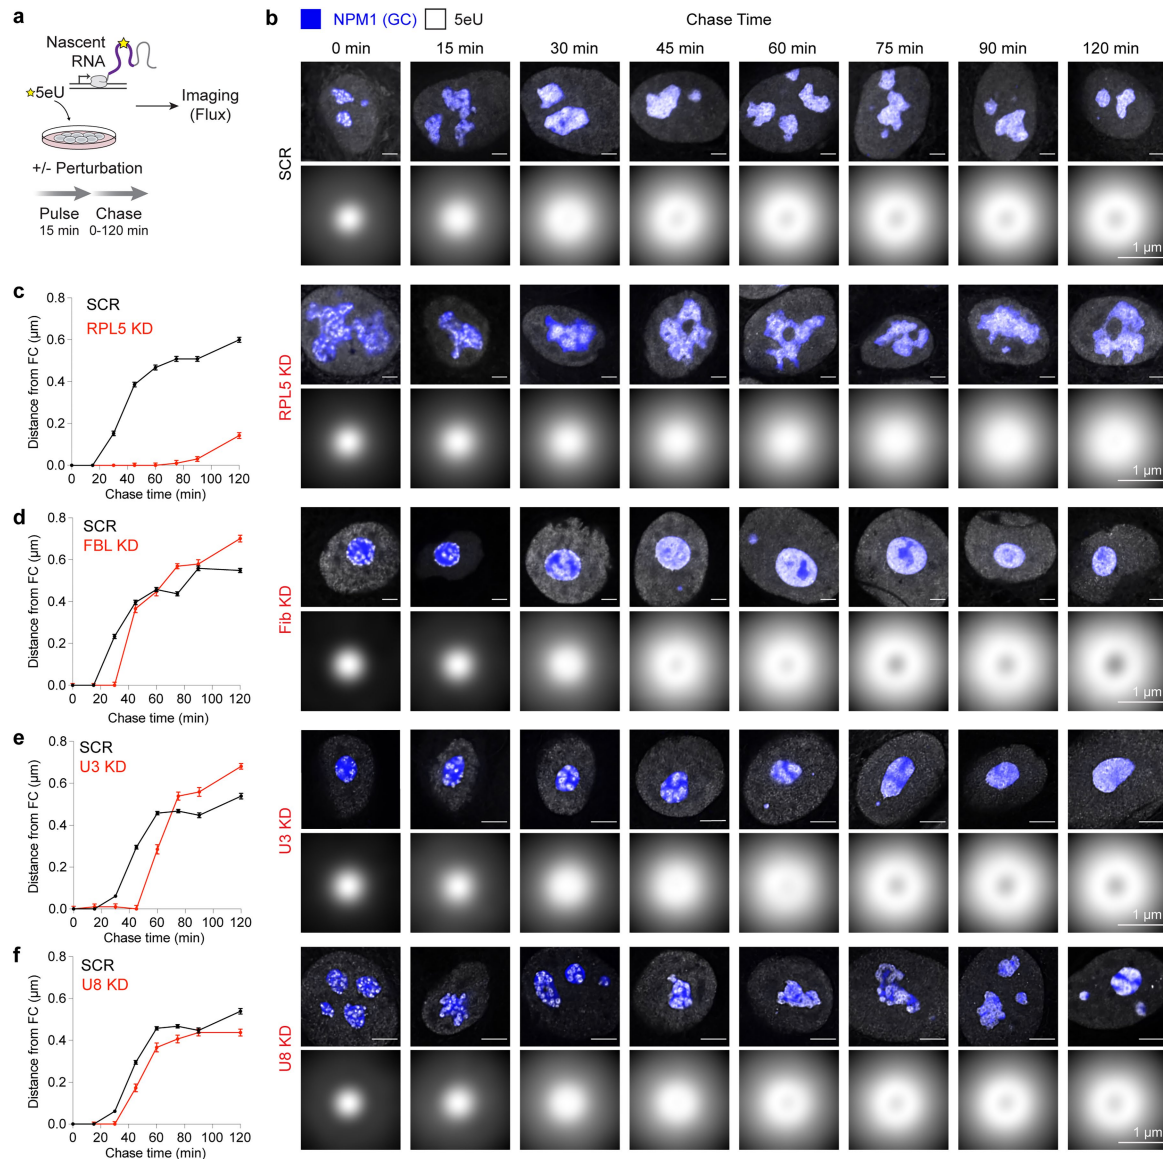 a
Nascent
RNA
5eU
Imaging
(Flux)
+/- Perturbation
Pulse
15 min
Chase
0-120 min
b
NPM1 (GC)
5eU
Chase Time
0 min
15 min
30 min
45 min
60 min
75 min
90 min
120 min
SCR
1 µm
c
SCR
RPL5 KD
Distance from FC (µm)
0.8
0.6
0.4
0.2
0.0
0
20
40
60
80
100
120
Chase time (min)
RPL5 KD
1 µm
d
SCR
FBL KD
Distance from FC (µm)
0.8
0.6
0.4
0.2
0.0
0
20
40
60
80
100
120
Chase time (min)
Fib KD
1 µm
e
SCR
U3 KD
Distance from FC (µm)
0.8
0.6
0.4
0.2
0.0
0
20
40
60
80
100
120
Chase time (min)
U3 KD
1 µm
f
SCR
U8 KD
Distance from FC (µm)
0.8
0.6
0.4
0.2
0.0
0
20
40
60
80
100
120
Chase time (min)
U8 KD
1 µm